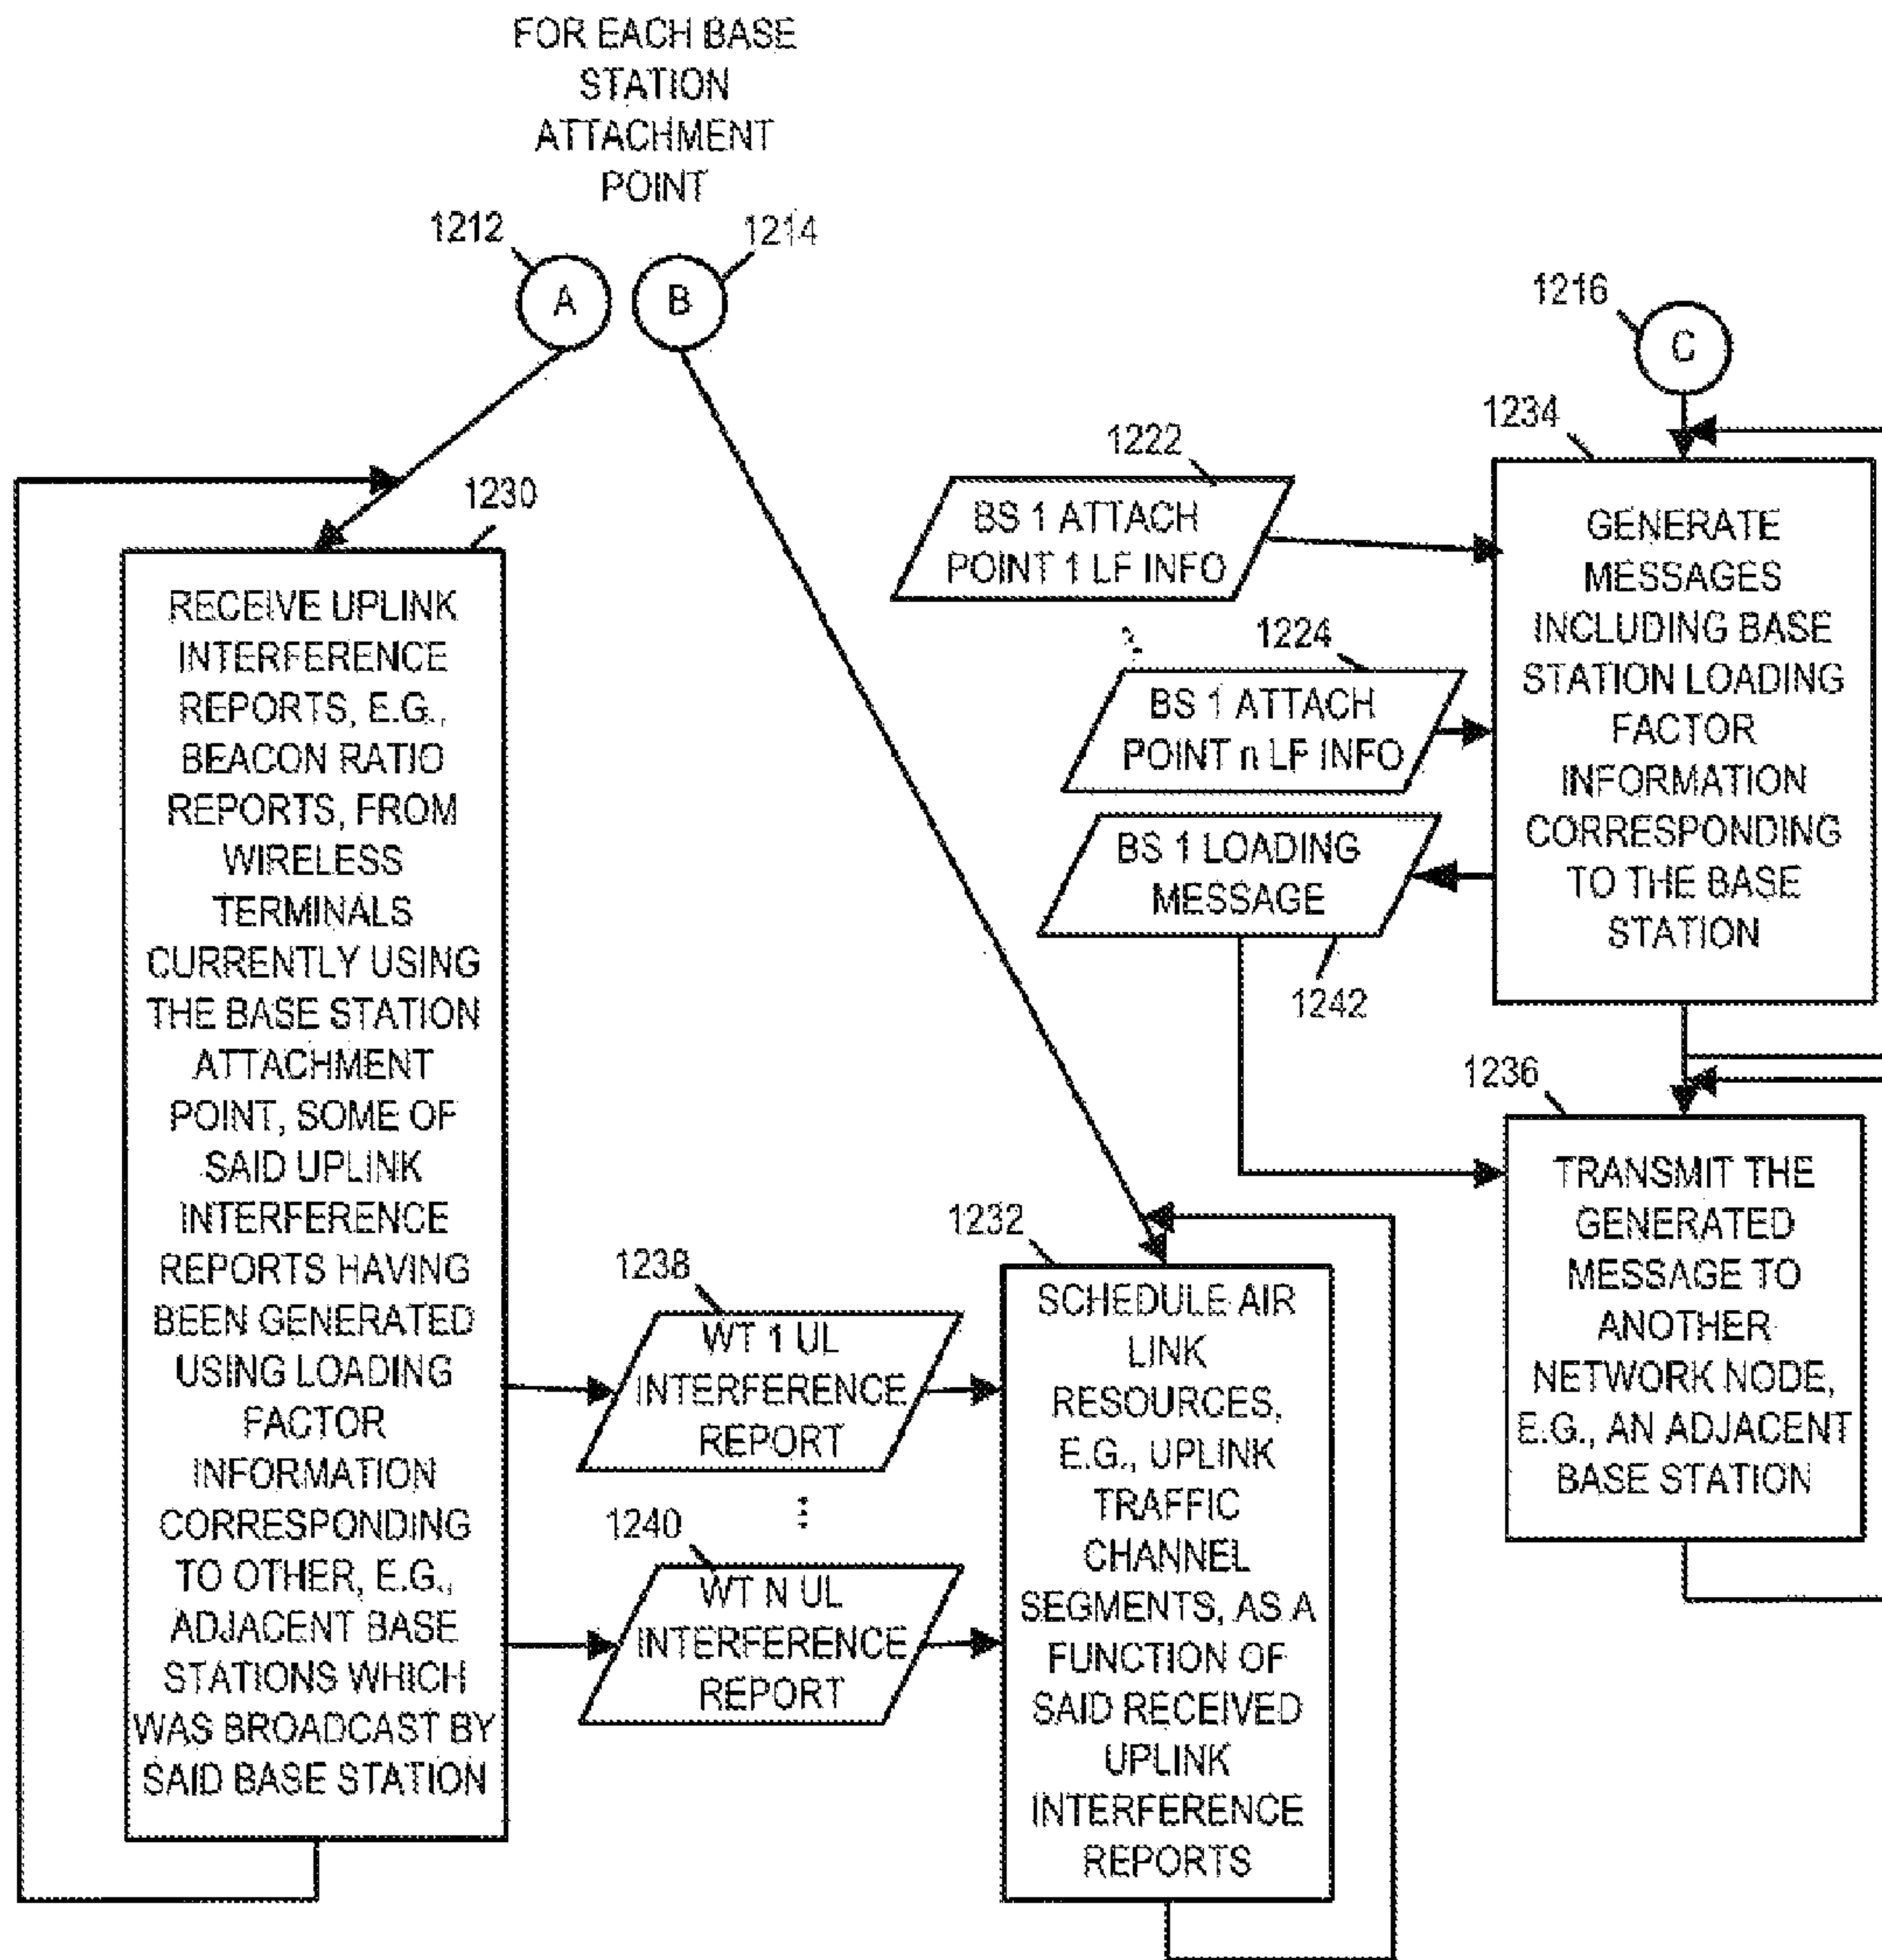 FOR EACH BASE
STATION
ATTACHMENT
POINT
1212
1214
A
B
1216
C
1230
RECEIVE UPLINK
INTERFERENCE
REPORTS, E.G.,
BEACON RATIO
REPORTS, FROM
WIRELESS
TERMINALS
CURRENTLY USING
THE BASE STATION
ATTACHMENT
POINT, SOME OF
SAID UPLINK
INTERFERENCE
REPORTS HAVING
BEEN GENERATED
USING LOADING
FACTOR
INFORMATION
CORRESPONDING
TO OTHER, E.G.,
ADJACENT BASE
STATIONS WHICH
WAS BROADCAST BY
SAID BASE STATION
1238
WT 1 UL
INTERFERENCE
REPORT
⋮
1240
WT N UL
INTERFERENCE
REPORT
1232
SCHEDULE AIR
LINK
RESOURCES,
E.G., UPLINK
TRAFFIC
CHANNEL
SEGMENTS, AS A
FUNCTION OF
SAID RECEIVED
UPLINK
INTERFERENCE
REPORTS
1222
BS 1 ATTACH
POINT 1 LF INFO
1224
BS 1 ATTACH
POINT n LF INFO
BS 1 LOADING
MESSAGE
1242
1234
GENERATE
MESSAGES
INCLUDING BASE
STATION LOADING
FACTOR
INFORMATION
CORRESPONDING
TO THE BASE
STATION
1236
TRANSMIT THE
GENERATED
MESSAGE TO
ANOTHER
NETWORK NODE,
E.G., AN ADJACENT
BASE STATION